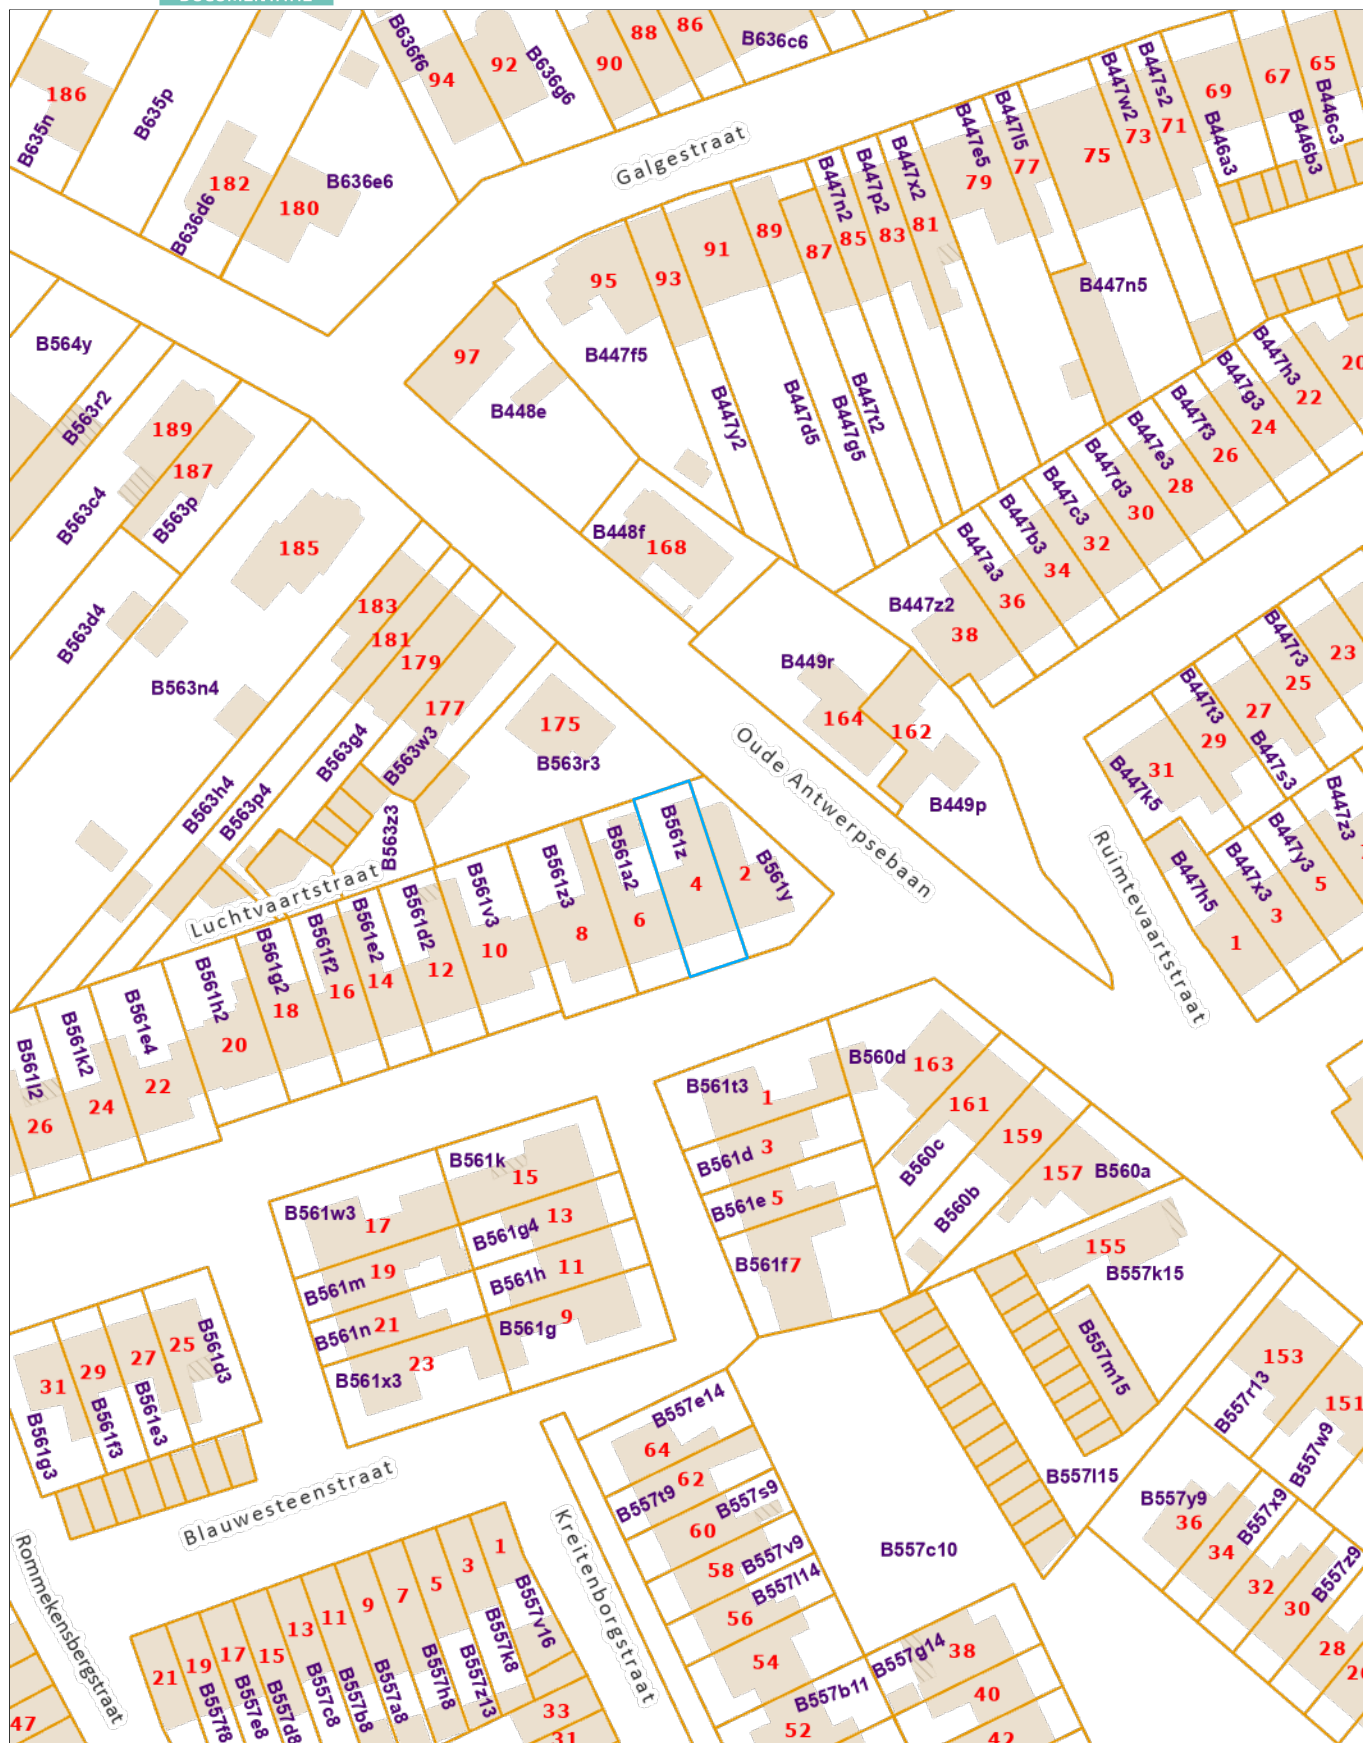 186
B635n
B635p
182
B636d6
180
B636e6
B636f6
94
92
B636g6
90
88
86
B636c6
Galgestraat
B447w2
B447s2
73
71
69
B446a3
67
B446b3
65
B446c3
75
B447l5
77
B447e5
79
B447x2
81
B447p2
83
B447n2
85
87
89
91
93
95
97
B447n5
B447f5
B448e
B447y2
B447d5
B447g5
B447t2
B448f
168
B564y
B563r2
189
187
B563c4
B563p
185
B563d4
B563n4
183
181
179
177
B563g4
B563w3
B563h4
B563p4
B563z3
175
B563r3
B447h3
22
20
B447g3
24
B447f3
26
B447e3
28
B447d3
30
B447c3
32
B447b3
34
B447a3
36
B447z2
38
B449r
164
162
B449p
Oude Antwerpsebaan
B447r3
23
25
B447t3
27
29
B447s3
31
B447k5
B447z3
B447y3
5
B447x3
3
B447h5
1
Ruimtevaartstraat
Luchtvaartstraat
B561z
4
2
B561y
B561a2
6
B561z3
8
B561v3
10
B561d2
12
B561e2
14
B561f2
16
B561g2
18
B561h2
20
B561e4
22
B561k2
24
B561l2
26
B561t3
1
B561d
3
B561e
5
B561f
7
B560d
163
161
B560c
159
B560b
157
B560a
155
B557k15
B557m15
B561k
15
B561w3
17
B561g4
13
B561m
19
B561h
11
B561n
21
B561g
9
B561x3
23
B561d3
25
27
29
31
B561e3
B561f3
B561g3
Blauwesteenstraat
Kreitenborgstraat
Rommekensbergstraat
B557e14
64
62
B557t9
B557s9
60
58
B557v9
B557l14
56
54
B557b11
52
B557g14
38
40
42
B557c10
B557l15
153
B557r13
151
B557w9
B557y9
36
B557x9
34
32
B557z9
30
28
1
3
5
7
9
11
13
15
17
19
21
B557v16
B557k8
B557z13
B557h8
B557a8
B557b8
B557c8
B557d8
B557e8
B557f8
33
31
47